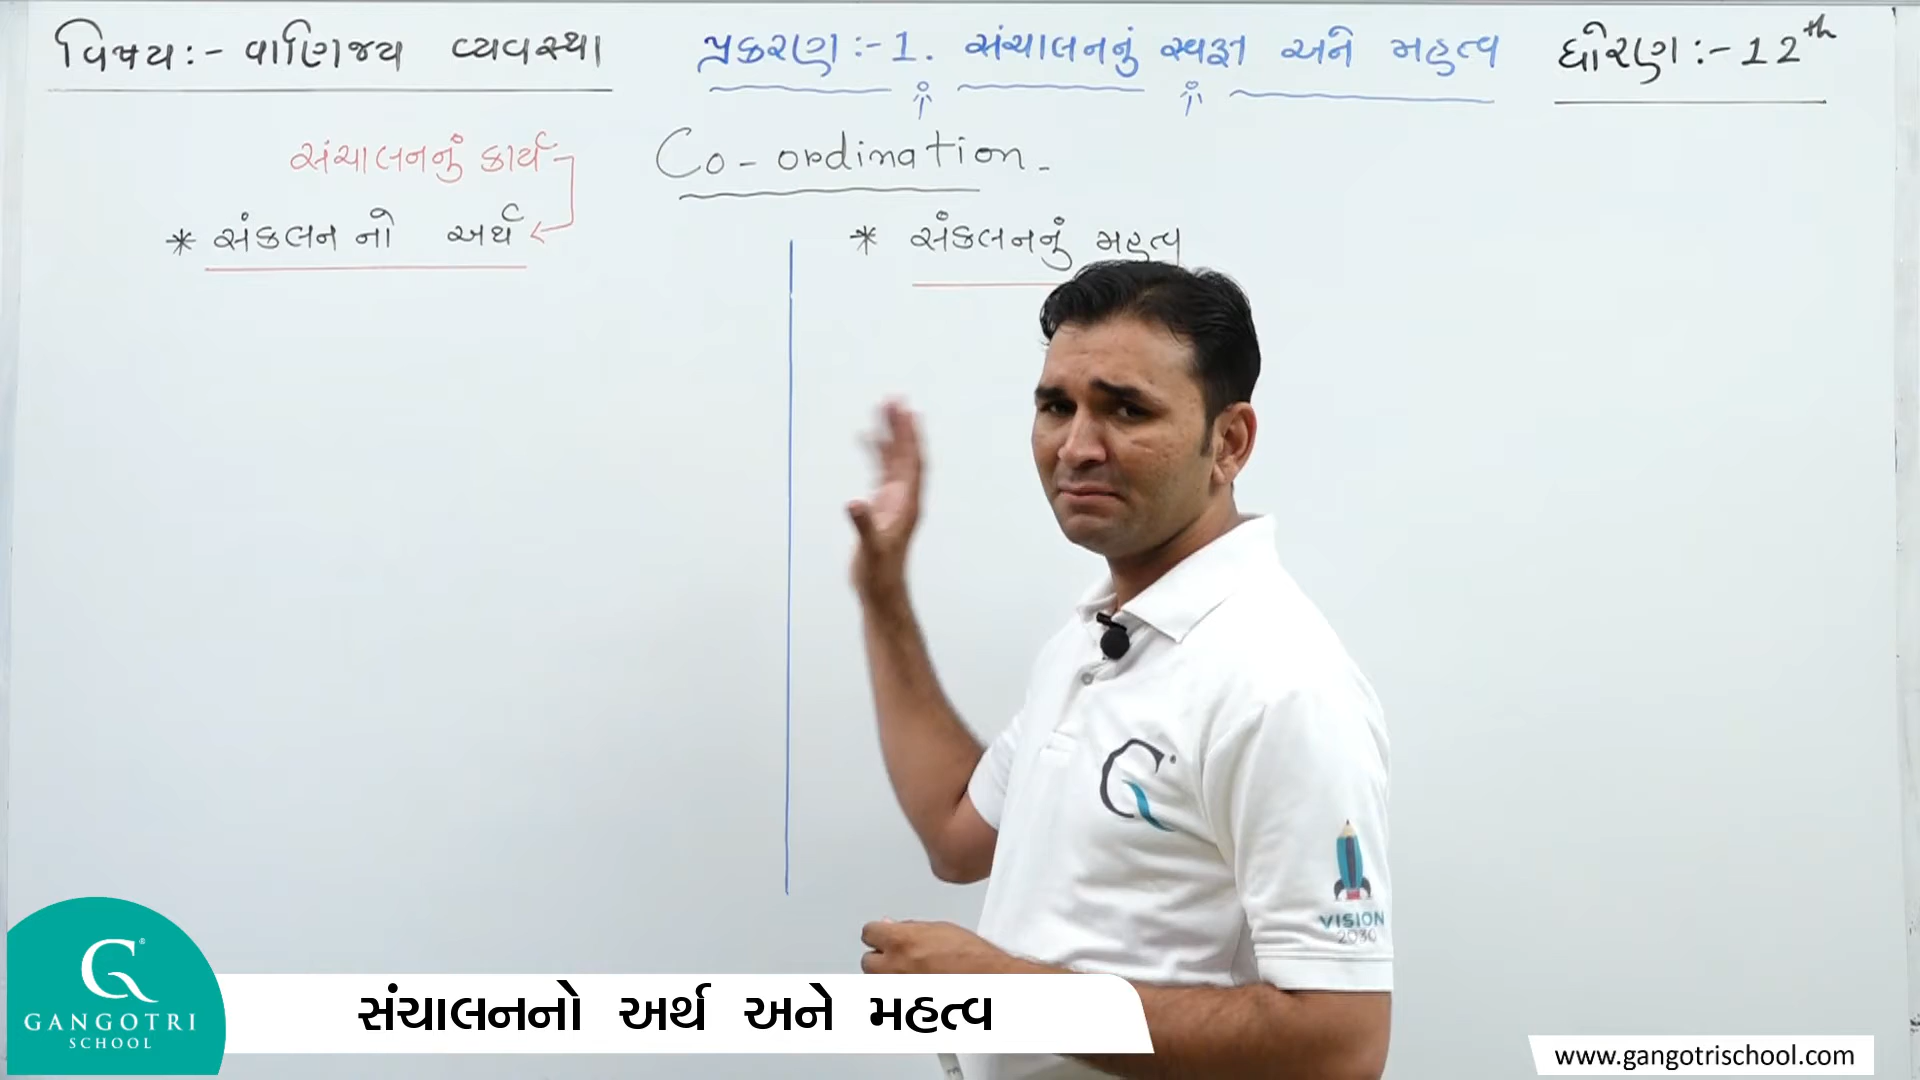 વિષય:- વાણિજ્ય વ્યવસ્થા
પ્રકરણ:-1. સંચાલનનું સ્વરૂપ અને મહત્વ
ધોરણ:-12th
સંચાલનનું કાર્ય
Co-ordination.
* સંકલન નો અર્થ
* સંકલનનું મહત્વ
G
VISION
2030
G
GANGOTRI
SCHOOL
સંચાલનનો અર્થ અને મહત્વ
www.gangotrischool.com